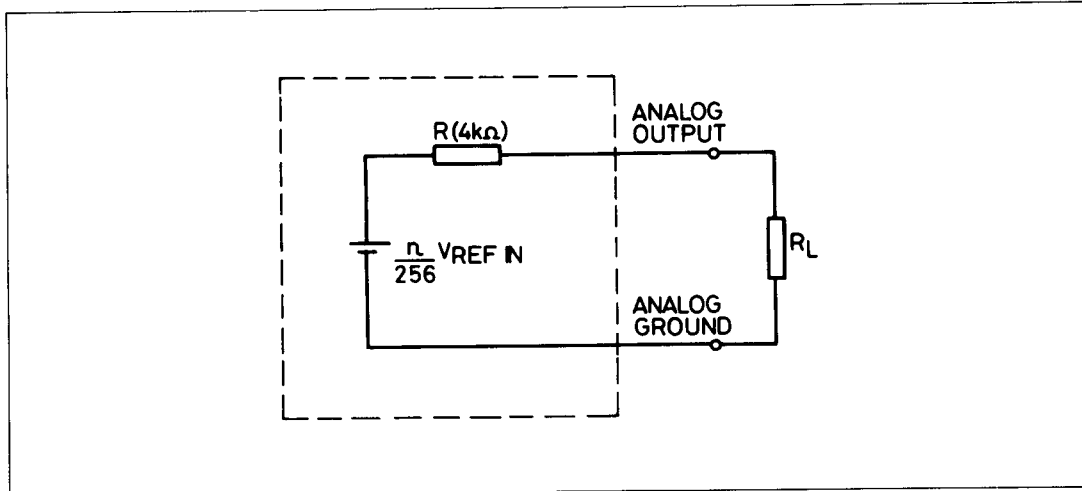 R(4kΩ)
ANALOG
OUTPUT
n
256
VREF IN
RL
ANALOG
GROUND